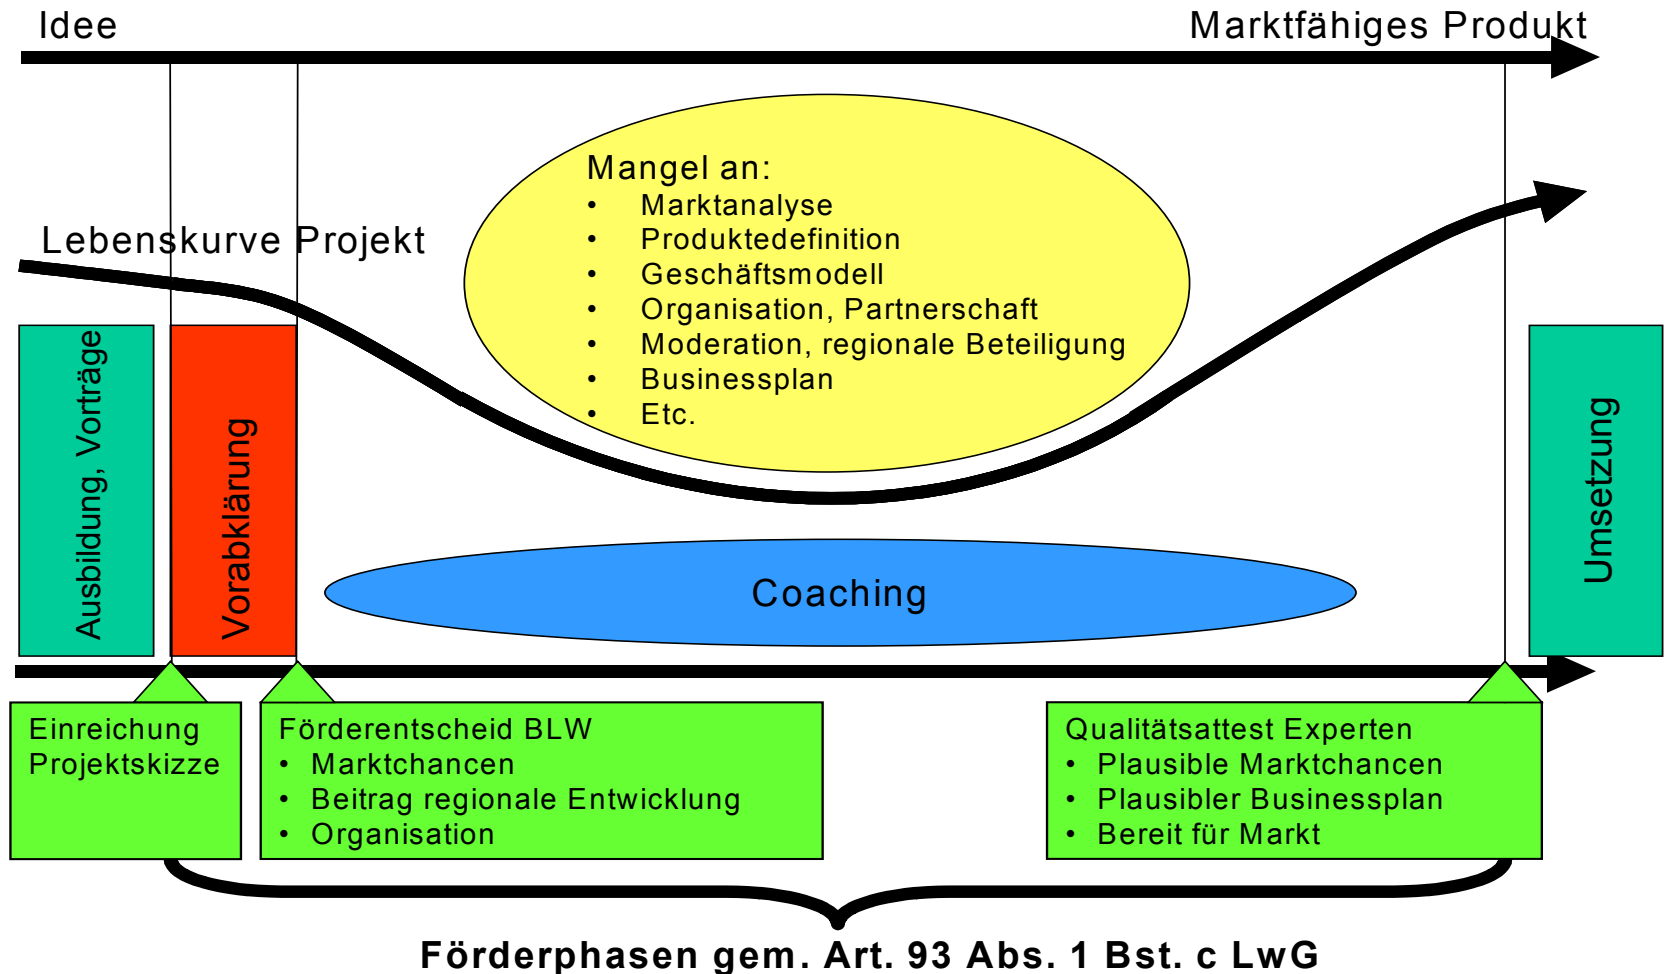 Idee
Marktfähiges Produkt
Mangel an:
• Marktanalyse
• Produktedefinition
• Geschäftsmodell
• Organisation, Partnerschaft
• Moderation, regionale Beteiligung
• Businessplan
• Etc.
Lebenskurve Projekt
Ausbildung, Vorträge
Vorabklärung
Coaching
Umsetzung
Einreichung
Projektskizze
Förderentscheid BLW
• Marktchancen
• Beitrag regionale Entwicklung
• Organisation
Qualitätsattest Experten
• Plausible Marktchancen
• Plausibler Businessplan
• Bereit für Markt
Förderphasen gem. Art. 93 Abs. 1 Bst. c LwG